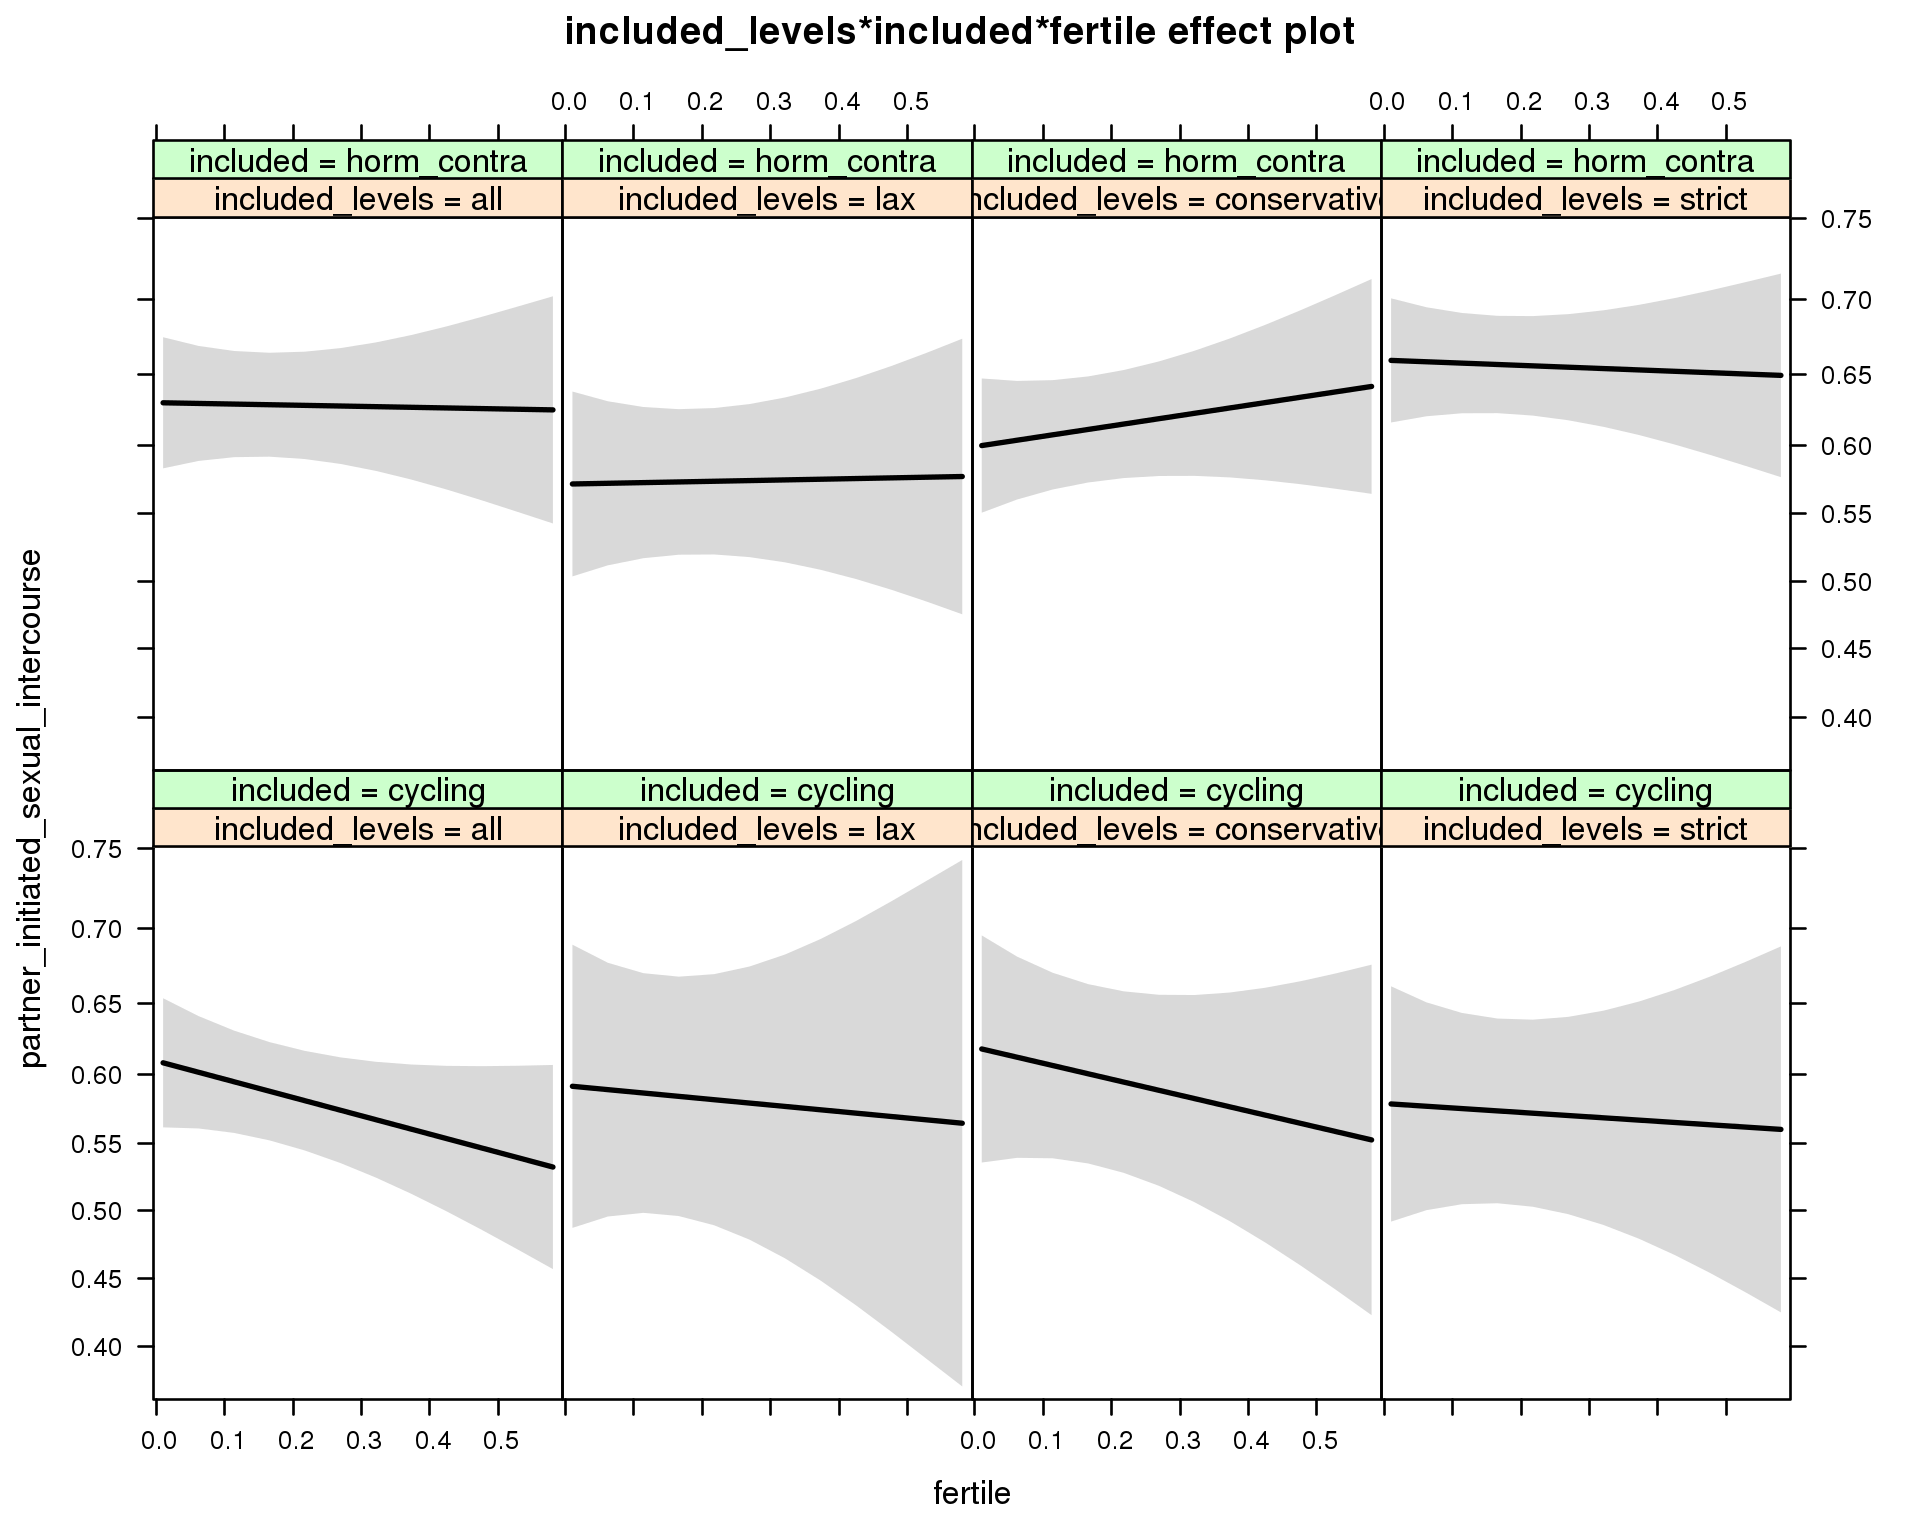 included_levels*included*fertile effect plot
0.0 0.1 0.2 0.3 0.4 0.5 0.0 0.1 0.2 0.3 0.4 0.5
included = horm_contra included = horm_contra included = horm_contra included = horm_contra
included_levels = all included_levels = lax ncluded_levels = conservative included_levels = strict
0.75
0.70
0.65
0.60
0.55
0.50
0.45
0.40
partner_initiated_sexual_intercourse
included = cycling included = cycling included = cycling included = cycling
included_levels = all included_levels = lax ncluded_levels = conservative included_levels = strict
0.75
0.70
0.65
0.60
0.55
0.50
0.45
0.40
0.0 0.1 0.2 0.3 0.4 0.5 0.0 0.1 0.2 0.3 0.4 0.5
fertile